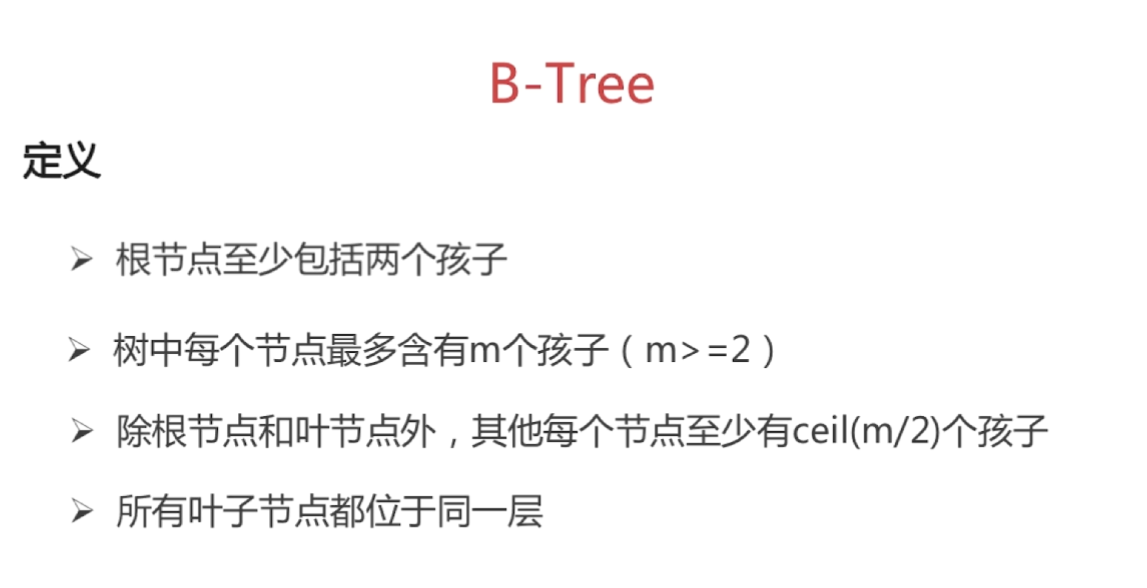 B-Tree
定义
➢ 根节点至少包括两个孩子
➢ 树中每个节点最多含有m个孩子（m>=2）
➢ 除根节点和叶节点外，其他每个节点至少有ceil(m/2)个孩子
➢ 所有叶子节点都位于同一层